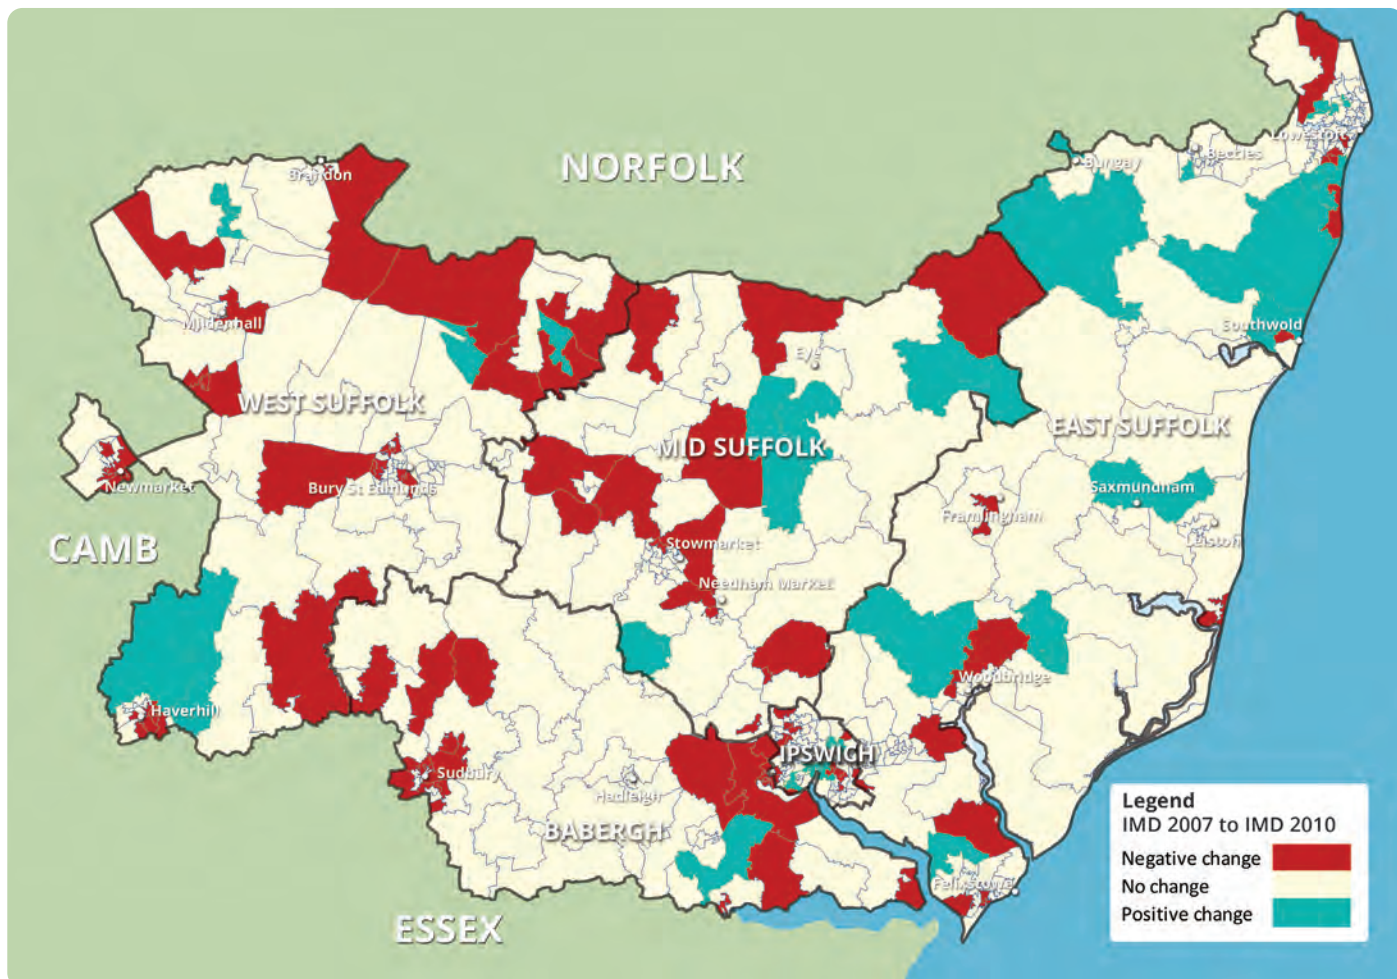 NORFOLK
Brandon
Lowestoft
Bungay
Beccles
Mildenhall
Southwold
Eye
WEST SUFFOLK
EAST SUFFOLK
MID SUFFOLK
Newmarket
Bury St Edmunds
Saxmundham
Framlingham
Leiston
CAMB
Stowmarket
Needham Market
Woodbridge
Haverhill
IPSWICH
Sudbury
Hadleigh
BABERGH
Felixstowe
ESSEX
Legend
IMD 2007 to IMD 2010
Negative change
No change
Positive change